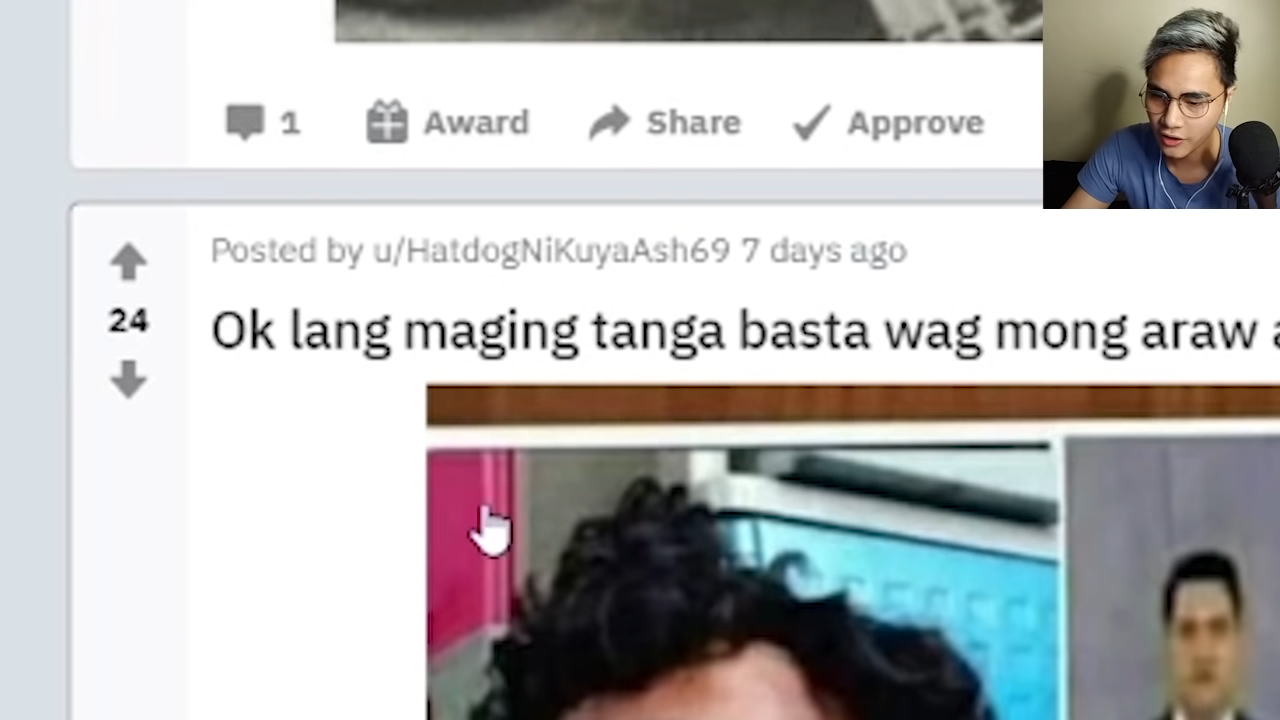 1 Award Share Approve
Posted by u/HatdogNiKuyaAsh69 7 days ago
24
Ok lang maging tanga basta wag mong araw